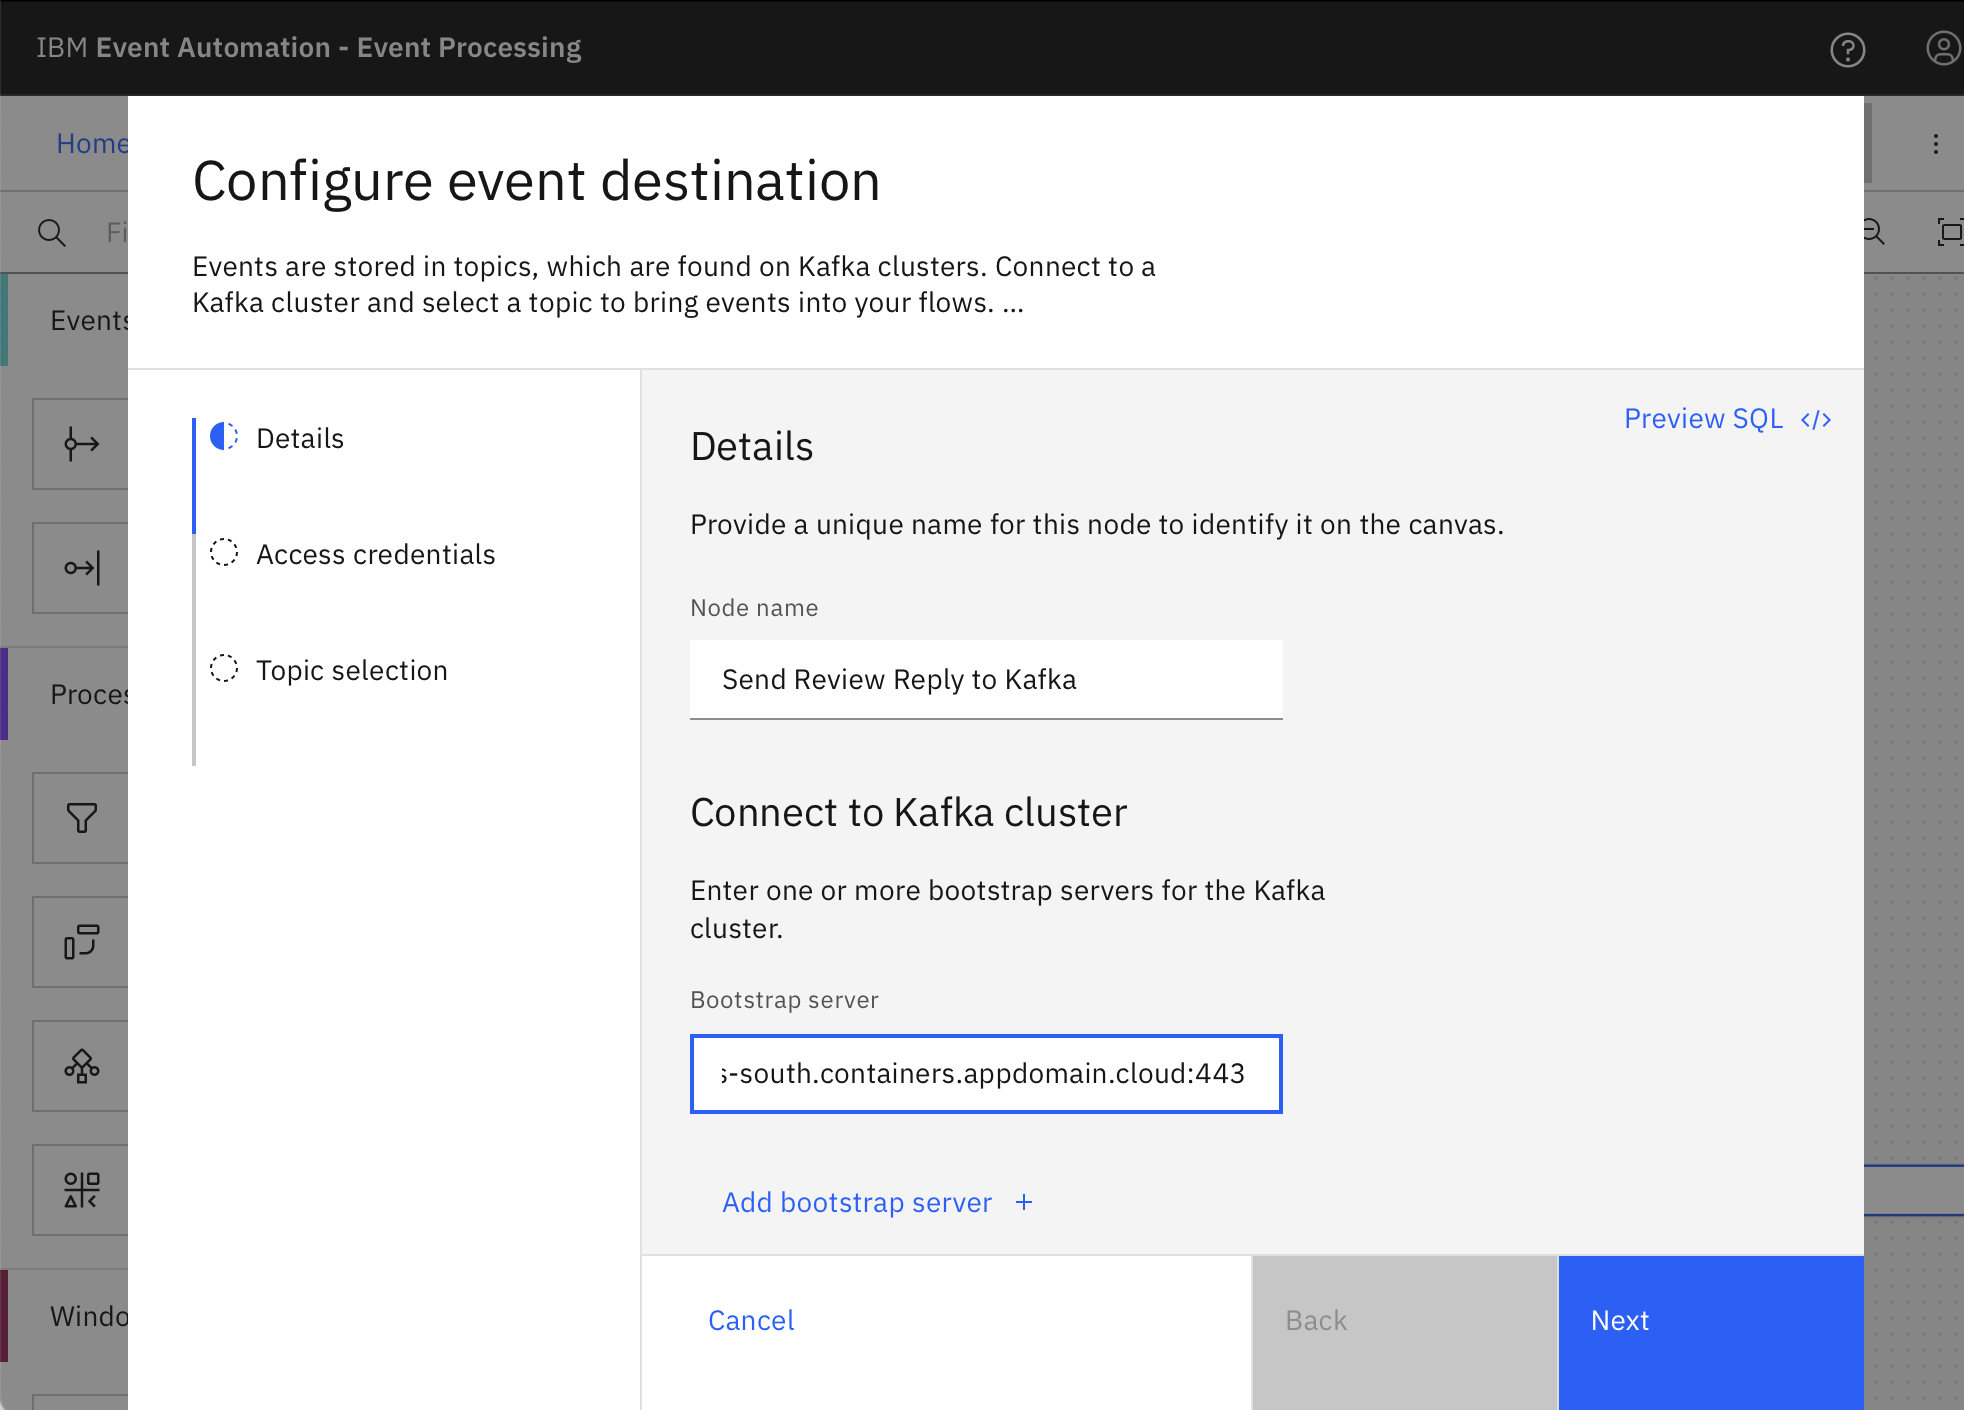 IBM Event Automation - Event Processing
Home
Configure event destination
Events are stored in topics, which are found on Kafka clusters. Connect to a
Kafka cluster and select a topic to bring events into your flows. ...
Fi
Events
Proces
Windo
Details
Access credentials
Topic selection
Preview SQL </>
Details
Provide a unique name for this node to identify it on the canvas.
Node name
Send Review Reply to Kafka
Connect to Kafka cluster
Enter one or more bootstrap servers for the Kafka
cluster.
Bootstrap server
s-south.containers.appdomain.cloud:443
Add bootstrap server +
Cancel
Back
Next